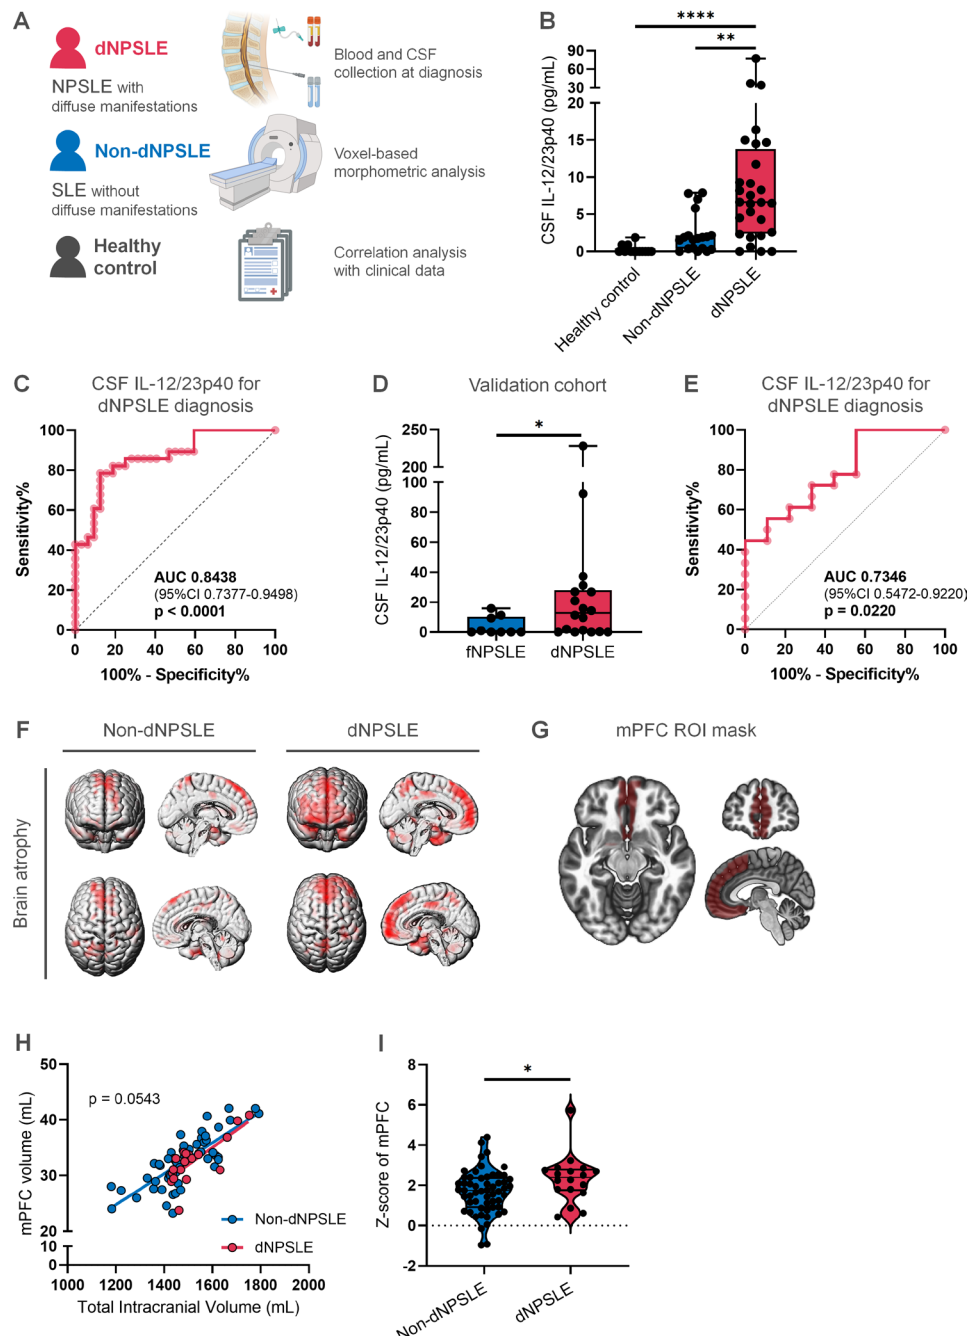 A
dNPSLE
NPSLE with
diffuse manifestations
Non-dNPSLE
SLE without
diffuse manifestations
Healthy
control
Blood and CSF
collection at diagnosis
Voxel-based
morphometric analysis
Correlation analysis
with clinical data
B
****
**
CSF IL-12/23p40 (pg/mL)
90
60
30
20
15
10
5
0
Healthy control
Non-dNPSLE
dNPSLE
C
CSF IL-12/23p40 for
dNPSLE diagnosis
Sensitivity%
100
80
60
40
20
0
AUC 0.8438
(95%CI 0.7377-0.9498)
p < 0.0001
0 20 40 60 80 100
100% - Specificity%
D
Validation cohort
*
CSF IL-12/23p40 (pg/mL)
250
200
100
80
60
40
20
0
fNPSLE
dNPSLE
E
CSF IL-12/23p40 for
dNPSLE diagnosis
Sensitivity%
100
80
60
40
20
0
AUC 0.7346
(95%CI 0.5472-0.9220)
p = 0.0220
0 20 40 60 80 100
100% - Specificity%
F
Non-dNPSLE
dNPSLE
Brain atrophy
G
mPFC ROI mask
H
mPFC volume (mL)
50
40
30
20
10
0
p = 0.0543
Non-dNPSLE
dNPSLE
1000 1200 1400 1600 1800 2000
Total Intracranial Volume (mL)
I
*
Z-score of mPFC
8
6
4
2
0
-2
Non-dNPSLE
dNPSLE